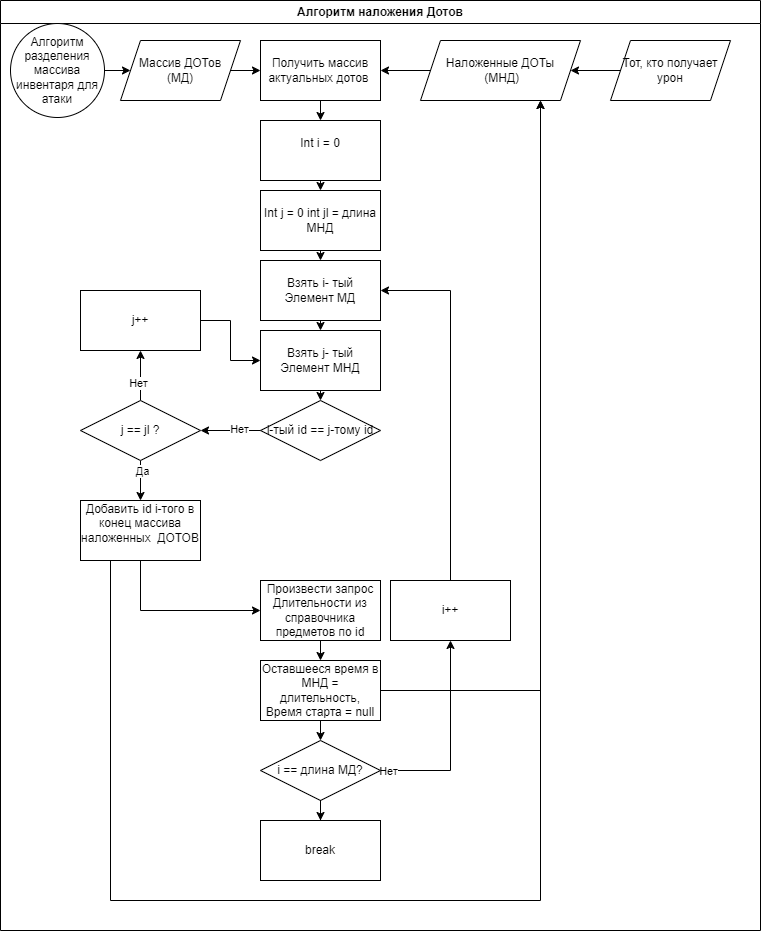 Алгоритм наложения Дотов
Алгоритм
разделения
массива
инвентаря для
атаки
Массив ДОТов
(МД)
Получить массив
актуальных дотов
Наложенные ДОТы
(МНД)
Тот, кто получает
урон
Int i = 0
Int j = 0 int jl = длина
МНД
Взять i- тый
Элемент МД
j++
Взять j- тый
Элемент МНД
Нет
j == jl ?
Нет
i-тый id == j-тому id
Да
Добавить id i-того в
конец массива
наложенных ДОТОВ
Произвести запрос
Длительности из
справочника
предметов по id
i++
Оставшееся время в
МНД =
длительность,
Время старта = null
i == длина МД?
Нет
break